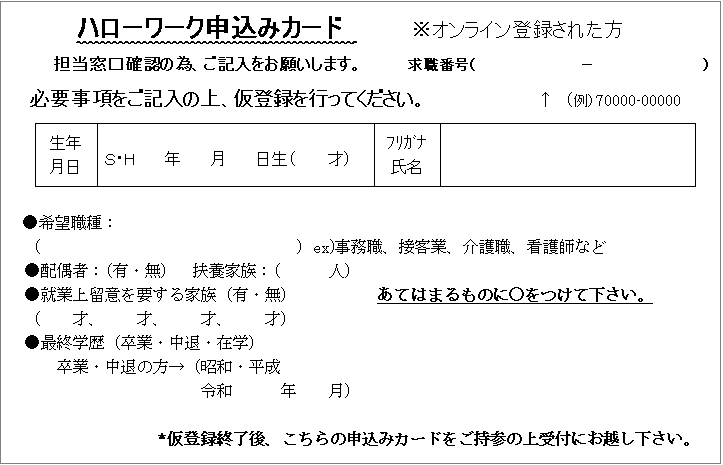 ハローワーク申込みカード　※オンライン登録された方
担当窓口確認の為、ご記入をお願いします。　求職番号(　　　　－　　　　)
必要事項をご記入の上、仮登録を行ってください。　↑　(例)70000-00000
生年月日　S・H　　年　　月　　日生(　　才)　フリガナ
氏名
●希望職種：
(　　　　　　　　　　　　　　　　)　ex)事務職、接客業、介護職、看護師など
●配偶者：(有・無)　扶養家族：(　　　人)
●就業上留意を要する家族（有・無）　あてはまるものに〇をつけて下さい。
(　　才、　　才、　　才、　　才)
●最終学歴（卒業・中退・在学）
卒業・中退の方→（昭和・平成
令和　　　年　　月）
*仮登録終了後、こちらの申込みカードをご持参の上受付にお越し下さい。